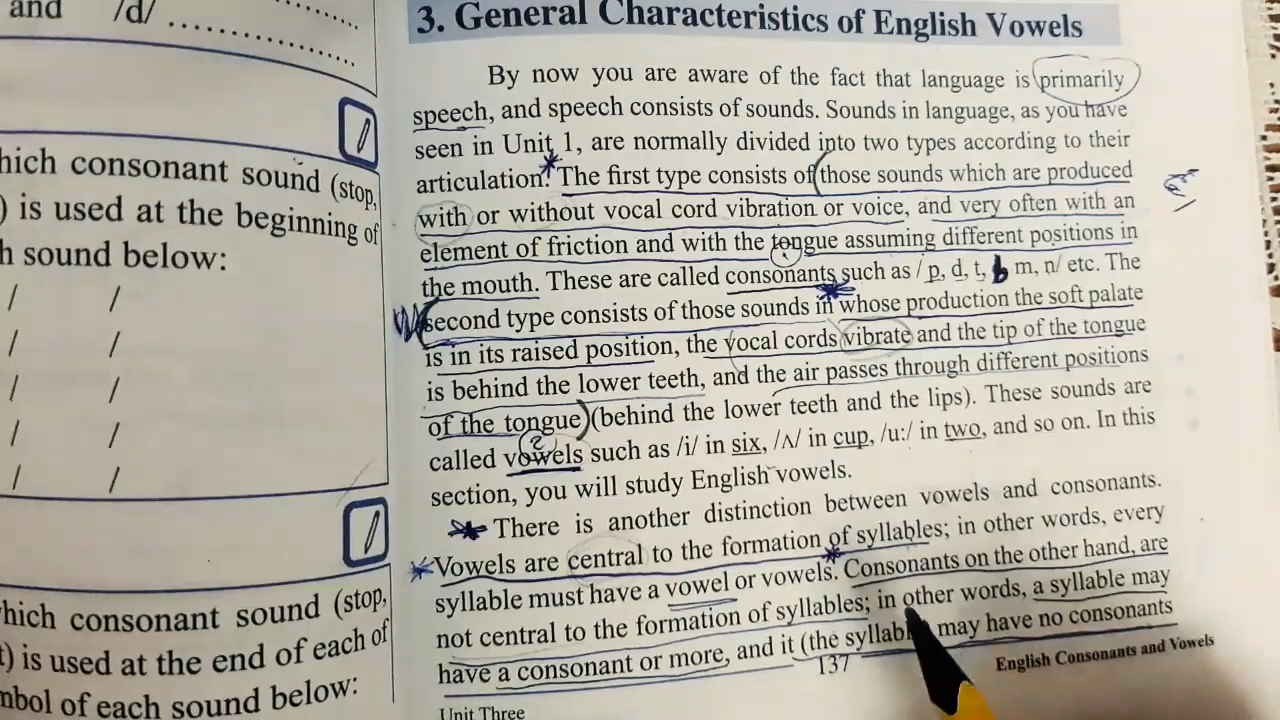 and /d/ ....................
....................
hich consonant sound (stop,
) is used at the beginning of
h sound below:
/ /
/ /
/ /
/ /
/ /
hich consonant sound (stop,
t) is used at the end of each of
mbol of each sound below:
3. General Characteristics of English Vowels
By now you are aware of the fact that language is primarily
speech, and speech consists of sounds. Sounds in language, as you have
seen in Unit 1, are normally divided into two types according to their
articulation. The first type consists of those sounds which are produced
with or without vocal cord vibration or voice, and very often with an
element of friction and with the tongue assuming different positions in
the mouth. These are called consonants such as / p, d, t, b m, n/ etc. The
second type consists of those sounds in whose production the soft palate
is in its raised position, the vocal cords vibrate and the tip of the tongue
is behind the lower teeth, and the air passes through different positions
of the tongue (behind the lower teeth and the lips). These sounds are
called vowels such as /i/ in six, /ʌ/ in cup, /u:/ in two, and so on. In this
section, you will study English vowels.
There is another distinction between vowels and consonants.
Vowels are central to the formation of syllables; in other words, every
syllable must have a vowel or vowels. Consonants on the other hand, are
not central to the formation of syllables; in other words, a syllable may
have a consonant or more, and it (the syllabl may have no consonants
137
English Consonants and Vowels
Unit Three